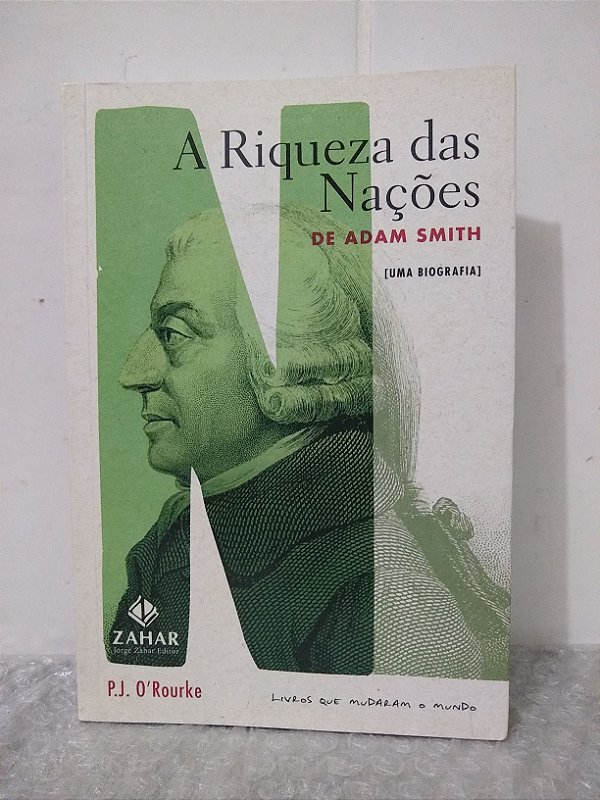 A Riqueza das
Nações
DE ADAM SMITH
[UMA BIOGRAFIA]
ZAHAR
Jorge Zahar Editor
P.J. O'Rourke
LIVROS QUE MUDARAM O MUNDO